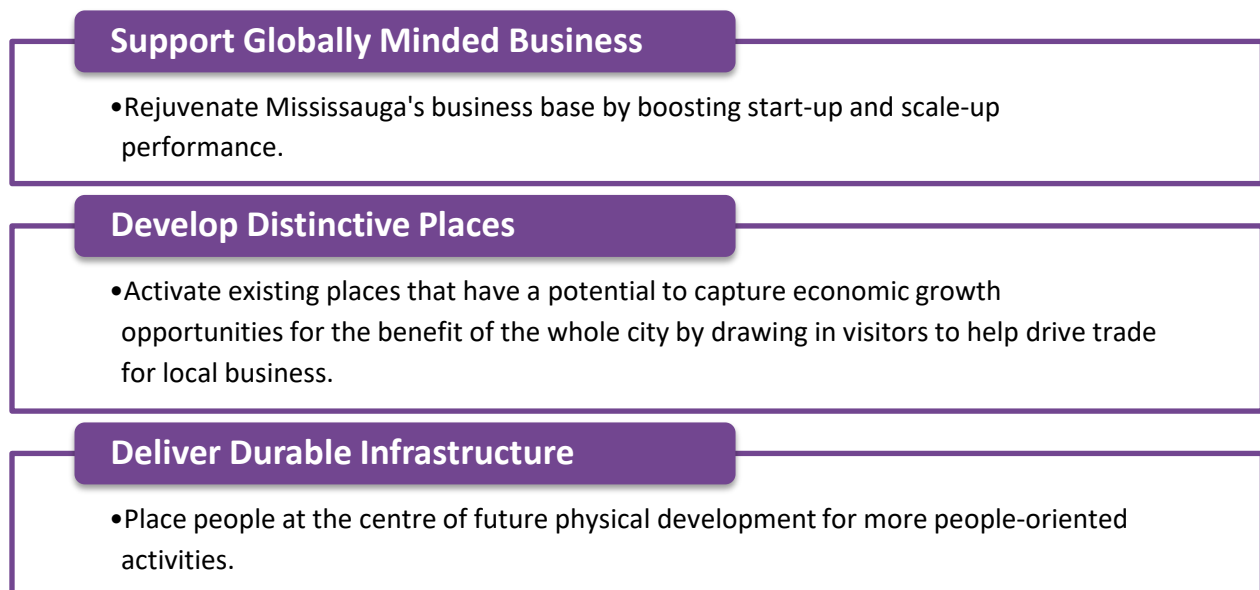 Support Globally Minded Business
•Rejuvenate Mississauga's business base by boosting start-up and scale-up
performance.
Develop Distinctive Places
•Activate existing places that have a potential to capture economic growth
opportunities for the benefit of the whole city by drawing in visitors to help drive trade
for local business.
Deliver Durable Infrastructure
•Place people at the centre of future physical development for more people-oriented
activities.